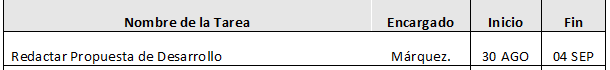 Nombre de la Tarea Encargado Inicio Fin
Redactar Propuesta de Desarrollo Márquez. 30 AGO 04 SEP